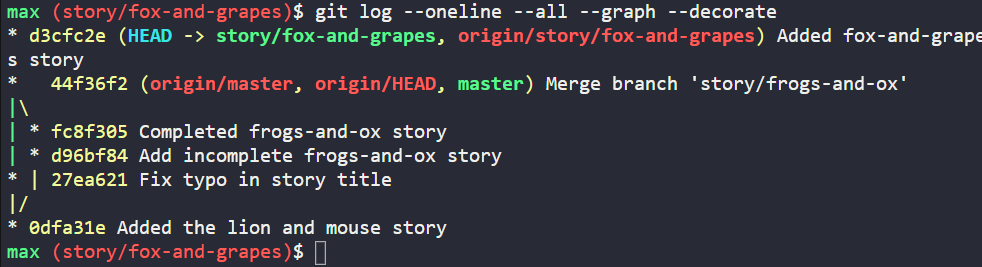 max (story/fox-and-grapes)$ git log --oneline --all --graph --decorate
* d3cfc2e (HEAD -> story/fox-and-grapes, origin/story/fox-and-grapes) Added fox-and-grape
s story
*   44f36f2 (origin/master, origin/HEAD, master) Merge branch 'story/frogs-and-ox'
|\
| * fc8f305 Completed frogs-and-ox story
| * d96bf84 Add incomplete frogs-and-ox story
* | 27ea621 Fix typo in story title
|/
* 0dfa31e Added the lion and mouse story
max (story/fox-and-grapes)$